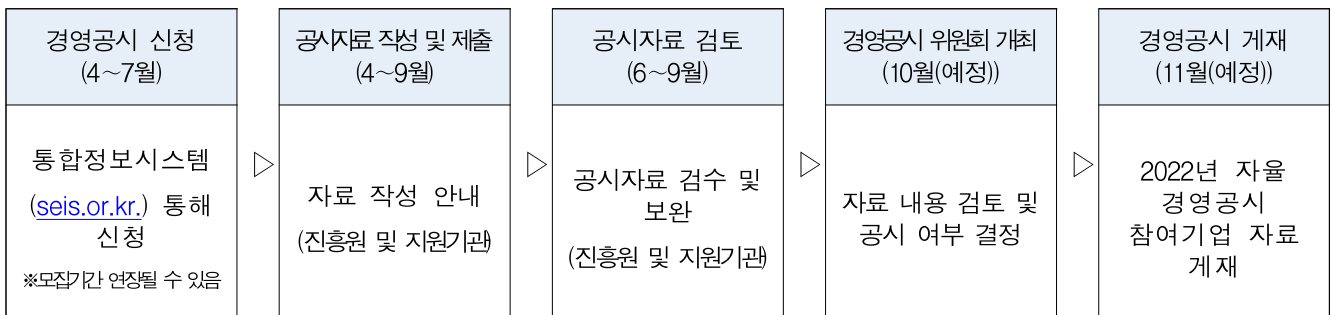 경영공시 신청
(4~7월)
통합정보시스템
(seis.or.kr.) 통해
신청
※모집기간 연장될 수 있음
▷
공시자료 작성 및 제출
(4~9월)
자료 작성 안내
(진흥원 및 지원기관)
▷
공시자료 검토
(6~9월)
공시자료 검수 및
보완
(진흥원 및 지원기관)
▷
경영공시 위원회 개최
(10월(예정))
자료 내용 검토 및
공시 여부 결정
▷
경영공시 게재
(11월(예정))
2022년 자율
경영공시
참여기업 자료
게재